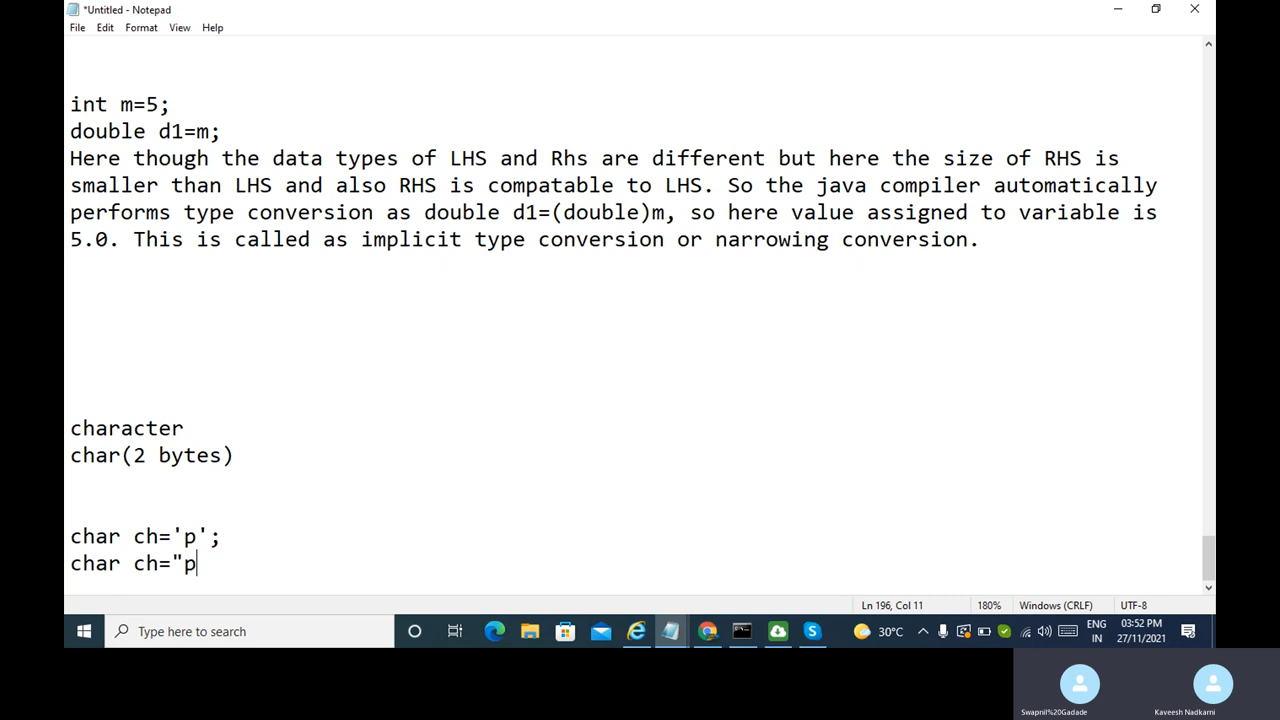 *Untitled - Notepad
File Edit Format View Help
int m=5;
double d1=m;
Here though the data types of LHS and Rhs are different but here the size of RHS is
smaller than LHS and also RHS is compatable to LHS. So the java compiler automatically
performs type conversion as double d1=(double)m, so here value assigned to variable is
5.0. This is called as implicit type conversion or narrowing conversion.
character
char(2 bytes)
char ch='p';
char ch="p
Ln 196, Col 11 180% Windows (CRLF) UTF-8
Type here to search
30°C
ENG
IN
03:52 PM
27/11/2021
Swapnil%20Gadade
Kaveesh Nadkarni